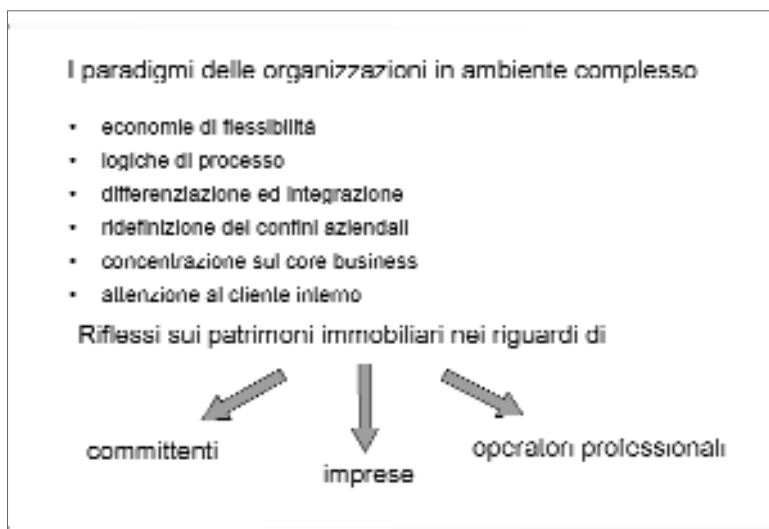 I paradigmi delle organizzazioni in ambiente complesso
• economie di flessibilità
• logiche di processo
• differenziazione ed integrazione
• ridefinizione dei confini aziendali
• concentrazione sul core business
• attenzione al cliente interno
Riflessi sui patrimoni immobiliari nei riguardi di
committenti
imprese
operatori professionali